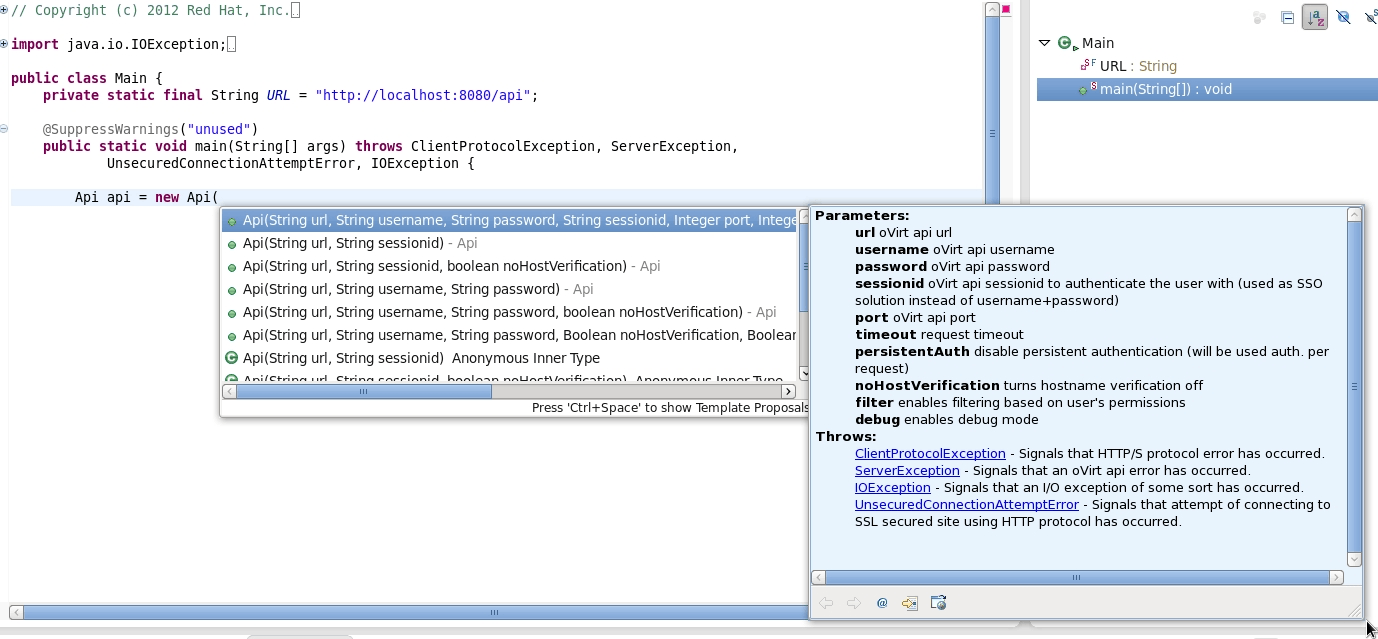 // Copyright (c) 2012 Red Hat, Inc.
import java.io.IOException;
public class Main {
private static final String URL = "http://localhost:8080/api";
@SuppressWarnings("unused")
public static void main(String[] args) throws ClientProtocolException, ServerException,
UnsecuredConnectionAttemptError, IOException {
Api api = new Api(
Api(String url, String username, String password, String sessionid, Integer port, Intege
Api(String url, String sessionid) - Api
Api(String url, String sessionid, boolean noHostVerification) - Api
Api(String url, String username, String password) - Api
Api(String url, String username, String password, boolean noHostVerification) - Api
Api(String url, String username, String password, Boolean noHostVerification, Boolean
Api(String url, String sessionid) Anonymous Inner Type
Api(String url, String sessionid, boolean noHostVerification) Anonymous Inner Type
Press 'Ctrl+Space' to show Template Proposals
Parameters:
url oVirt api url
username oVirt api username
password oVirt api password
sessionid oVirt api sessionid to authenticate the user with (used as SSO
solution instead of username+password)
port oVirt api port
timeout request timeout
persistentAuth disable persistent authentication (will be used auth. per
request)
noHostVerification turns hostname verification off
filter enables filtering based on user's permissions
debug enables debug mode
Throws:
ClientProtocolException - Signals that HTTP/S protocol error has occurred.
ServerException - Signals that an oVirt api error has occurred.
IOException - Signals that an I/O exception of some sort has occurred.
UnsecuredConnectionAttemptError - Signals that attempt of connecting to
SSL secured site using HTTP protocol has occurred.
Main
URL : String
main(String[]) : void